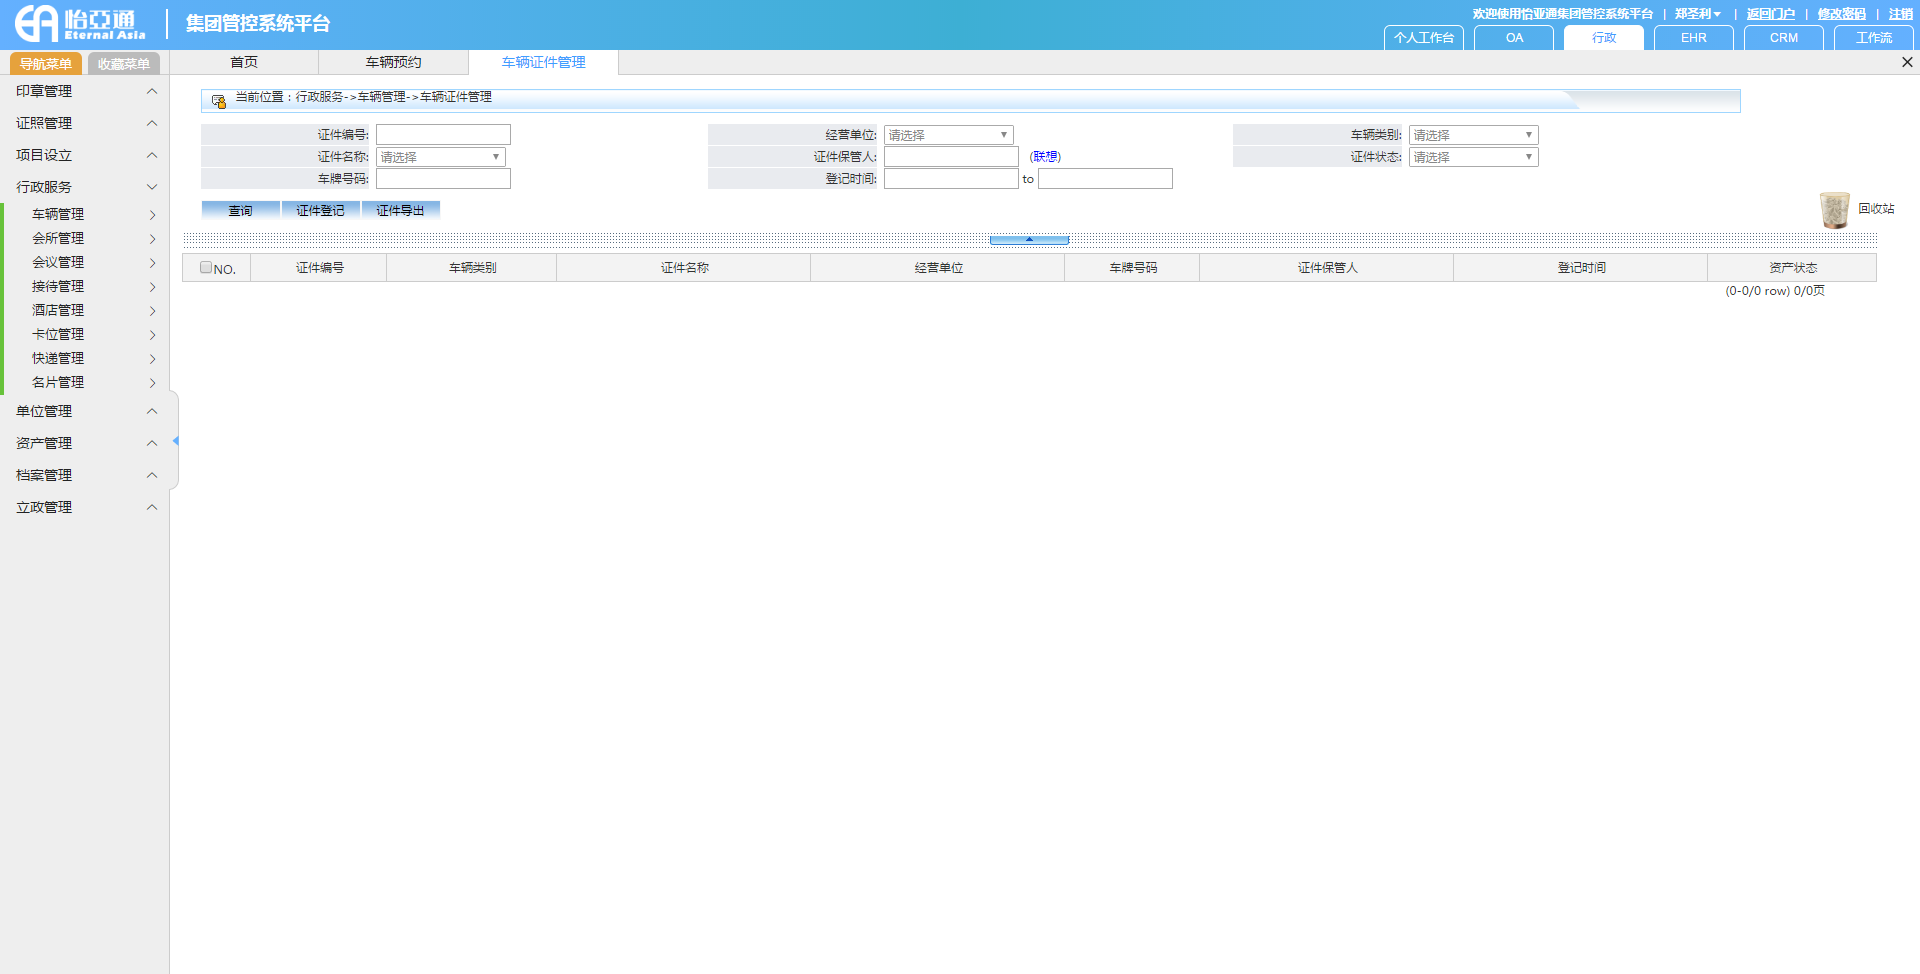 怡亞通
Eternal Asia
集团管控系统平台
欢迎使用怡亚通集团管控系统平台 | 郑圣利 | 返回门户 | 修改密码 | 注销
个人工作台 OA 行政 EHR CRM 工作流
导航菜单 收藏菜单
首页 车辆预约 车辆证件管理
印章管理
证照管理
项目设立
行政服务
车辆管理
会所管理
会议管理
接待管理
酒店管理
卡位管理
快递管理
名片管理
单位管理
资产管理
档案管理
立政管理
当前位置：行政服务->车辆管理->车辆证件管理
证件编号: 经营单位: 请选择 车辆类别: 请选择
证件名称: 请选择 证件保管人: (联想) 证件状态: 请选择
车牌号码: 登记时间: to
查询 证件登记 证件导出
回收站
NO. 证件编号 车辆类别 证件名称 经营单位 车牌号码 证件保管人 登记时间 资产状态
(0-0/0 row) 0/0页